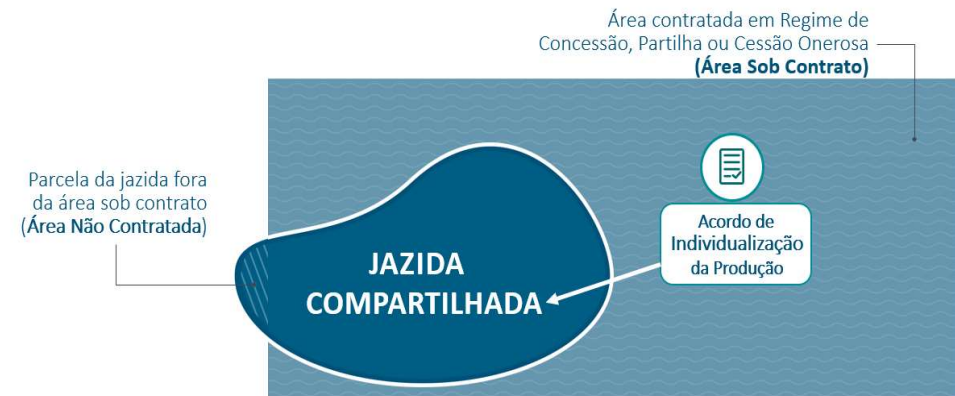 Área contratada em Regime de
Concessão, Partilha ou Cessão Onerosa
(Área Sob Contrato)
Parcela da jazida fora
da área sob contrato
(Área Não Contratada)
JAZIDA
COMPARTILHADA
Acordo de
Individualização
da Produção